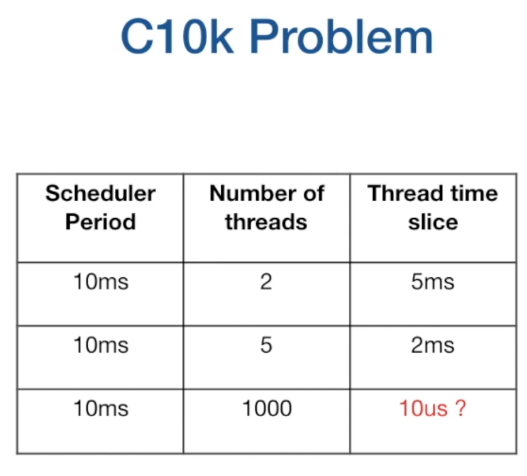 C10k Problem
Scheduler Period
Number of threads
Thread time slice
10ms
2
5ms
10ms
5
2ms
10ms
1000
10us ?